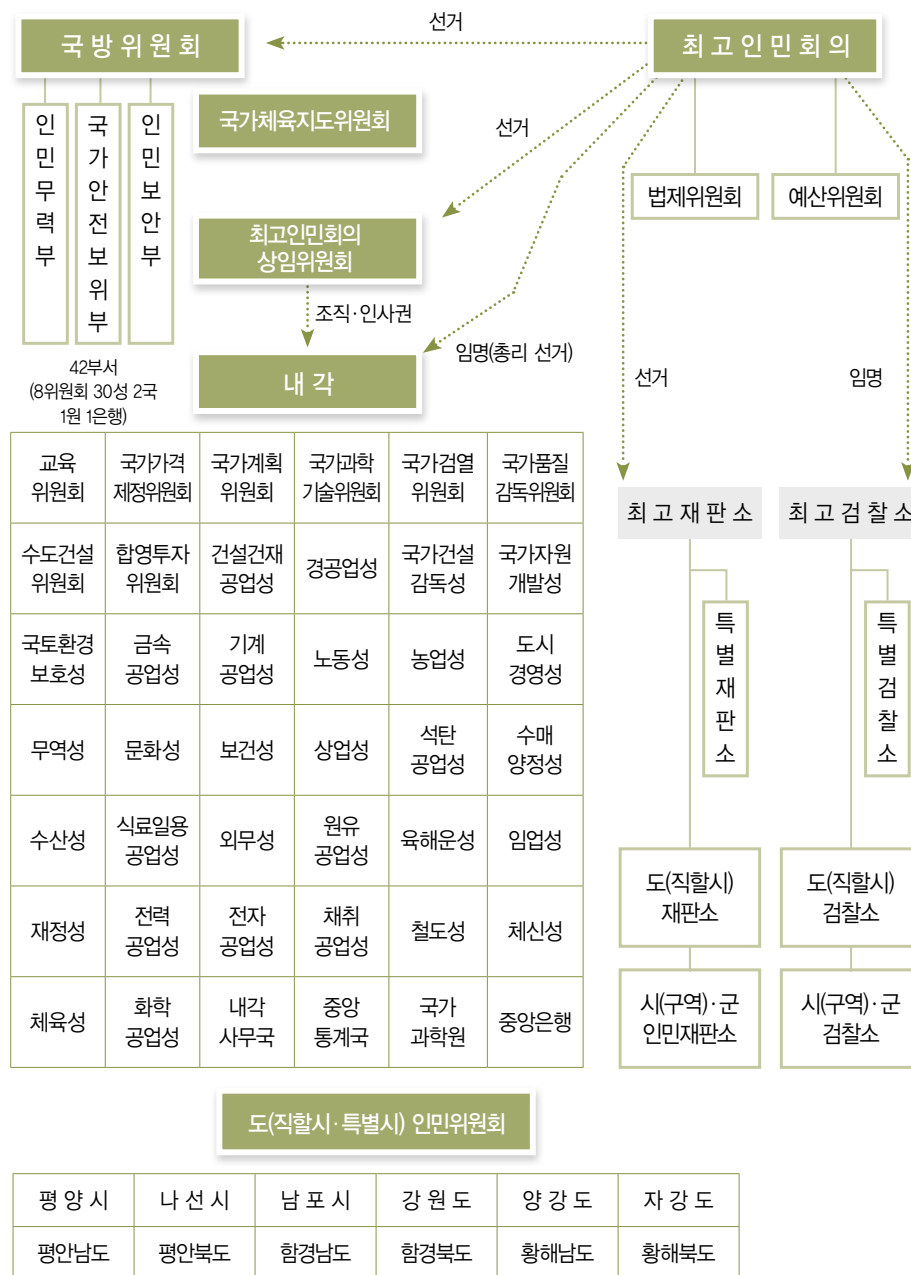 선거
국 방 위 원 회
최 고 인 민 회 의
인민무력부
국가안전보위부
인민보안부
국가체육지도위원회
선거
법제위원회
예산위원회
최고인민회의
상임위원회
조직·인사권
임명(총리 선거)
42부서
(8위원회 30성 2국
1원 1은행)
내 각
선거
임명
교육
위원회
국가가격
제정위원회
국가계획
위원회
국가과학
기술위원회
국가검열
위원회
국가품질
감독위원회
수도건설
위원회
합영투자
위원회
건설건재
공업성
경공업성
국가건설
감독성
국가자원
개발성
국토환경
보호성
금속
공업성
기계
공업성
노동성
농업성
도시
경영성
무역성
문화성
보건성
상업성
석탄
공업성
수매
양정성
수산성
식료일용
공업성
외무성
원유
공업성
육해운성
임업성
재정성
전력
공업성
전자
공업성
채취
공업성
철도성
체신성
체육성
화학
공업성
내각
사무국
중앙
통계국
국가
과학원
중앙은행
최 고 재 판 소
최 고 검 찰 소
특별재판소
특별검찰소
도(직할시)
재판소
도(직할시)
검찰소
시(구역)·군
인민재판소
시(구역)·군
검찰소
도(직할시·특별시) 인민위원회
평 양 시
나 선 시
남 포 시
강 원 도
양 강 도
자 강 도
평안남도
평안북도
함경남도
함경북도
황해남도
황해북도